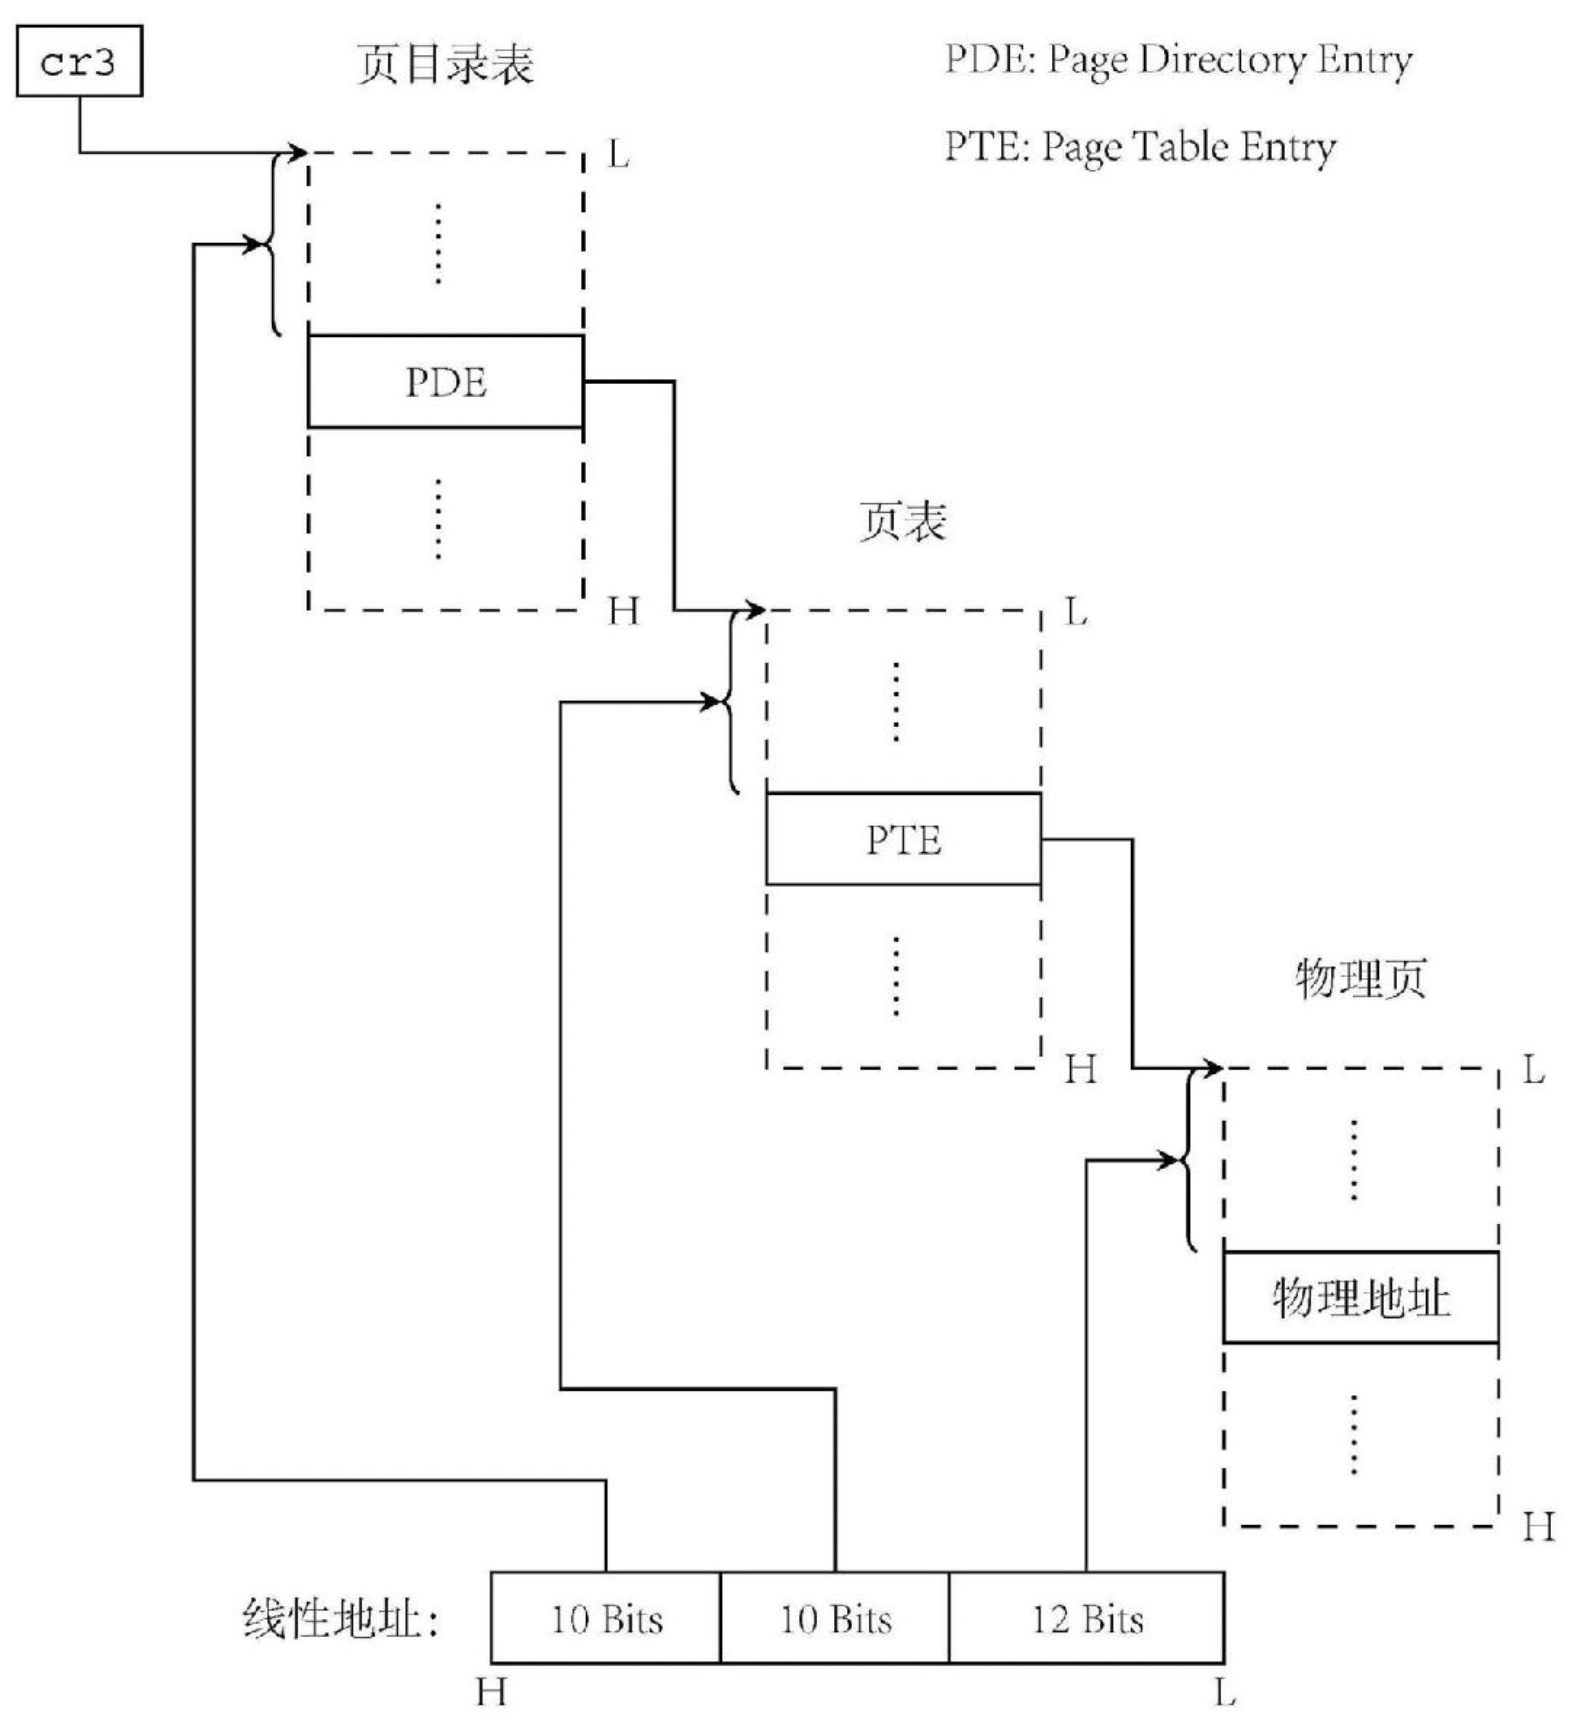 cr3
页目录表
PDE: Page Directory Entry
PTE: Page Table Entry
L
PDE
H
页表
L
PTE
H
物理页
L
物理地址
H
线性地址:
10 Bits
10 Bits
12 Bits
H
L